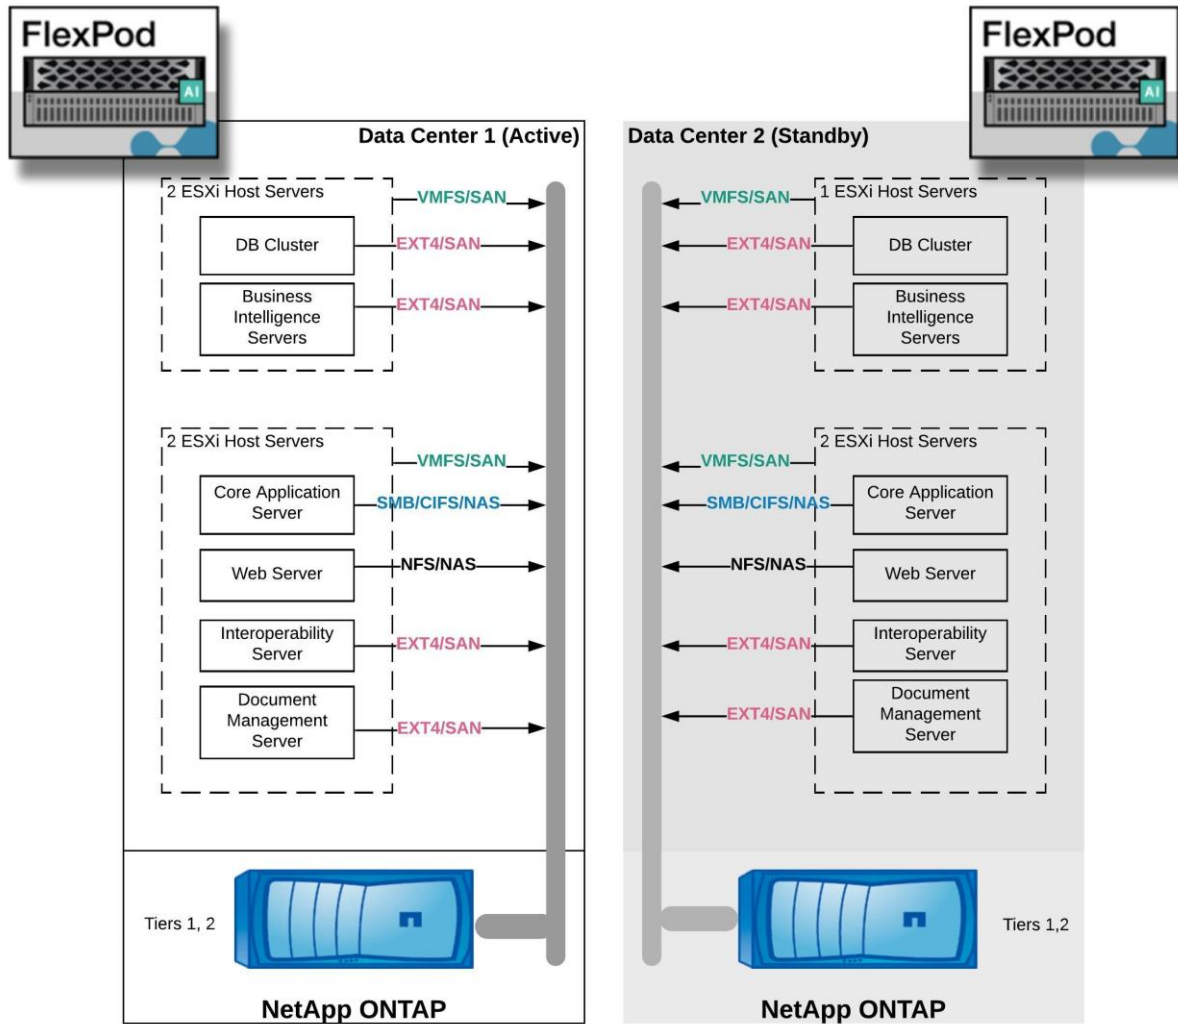 FlexPod
AI
FlexPod
AI
Data Center 1 (Active)
2 ESXi Host Servers
VMFS/SAN
DB Cluster
EXT4/SAN
Business
Intelligence
Servers
EXT4/SAN
2 ESXi Host Servers
VMFS/SAN
Core Application
Server
SMB/CIFS/NAS
Web Server
NFS/NAS
Interoperability
Server
EXT4/SAN
Document
Management
Server
EXT4/SAN
Tiers 1, 2
NetApp ONTAP
Data Center 2 (Standby)
1 ESXi Host Servers
VMFS/SAN
EXT4/SAN
DB Cluster
EXT4/SAN
Business
Intelligence
Servers
2 ESXi Host Servers
VMFS/SAN
SMB/CIFS/NAS
Core Application
Server
NFS/NAS
Web Server
EXT4/SAN
Interoperability
Server
EXT4/SAN
Document
Management
Server
Tiers 1,2
NetApp ONTAP